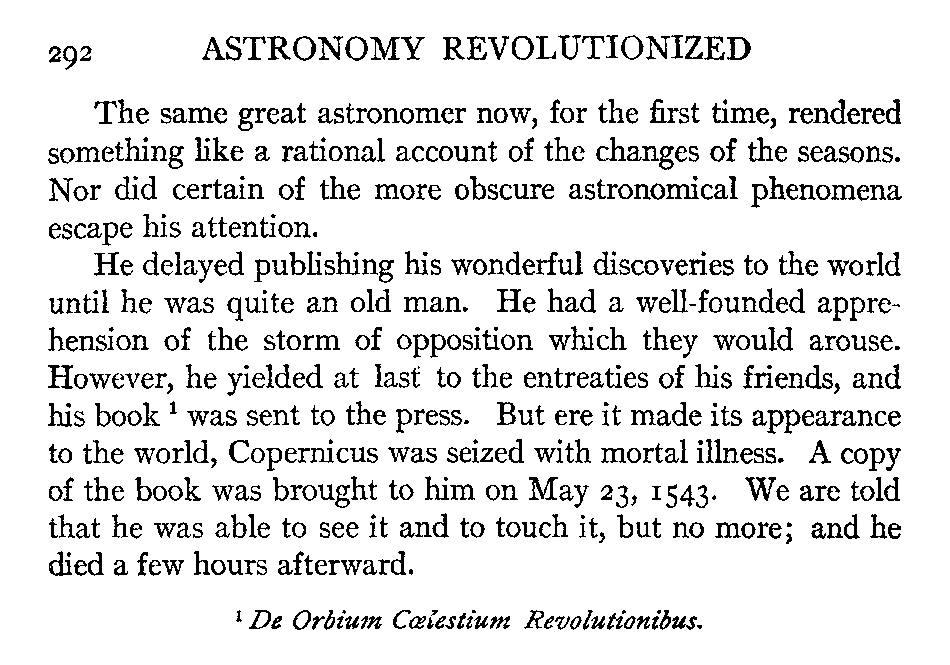 292 ASTRONOMY REVOLUTIONIZED
The same great astronomer now, for the first time, rendered
something like a rational account of the changes of the seasons.
Nor did certain of the more obscure astronomical phenomena
escape his attention.
He delayed publishing his wonderful discoveries to the world
until he was quite an old man. He had a well-founded appre-
hension of the storm of opposition which they would arouse.
However, he yielded at last to the entreaties of his friends, and
his book ¹ was sent to the press. But ere it made its appearance
to the world, Copernicus was seized with mortal illness. A copy
of the book was brought to him on May 23, 1543. We are told
that he was able to see it and to touch it, but no more; and he
died a few hours afterward.
¹ De Orbium Cœlestium Revolutionibus.